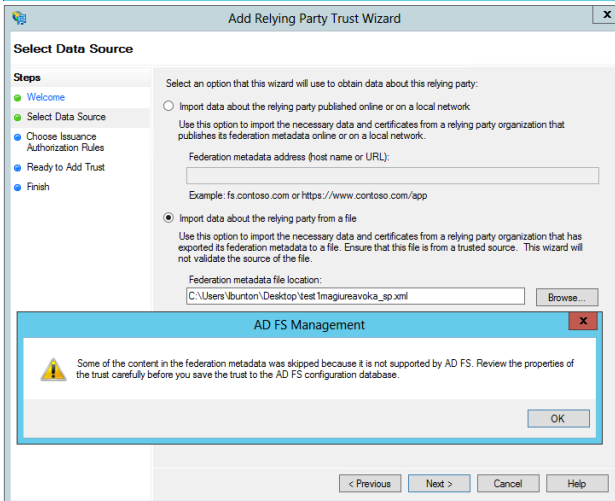 Add Relying Party Trust Wizard
x
Select Data Source
Steps
Welcome
Select Data Source
Choose Issuance
Authorization Rules
Ready to Add Trust
Finish
Select an option that this wizard will use to obtain data about this relying party:
Import data about the relying party published online or on a local network
Use this option to import the necessary data and certificates from a relying party organization that
publishes its federation metadata online or on a local network.
Federation metadata address (host name or URL):
Example: fs.contoso.com or https://www.contoso.com/app
Import data about the relying party from a file
Use this option to import the necessary data and certificates from a relying party organization that has
exported its federation metadata to a file. Ensure that this file is from a trusted source. This wizard will
not validate the source of the file.
Federation metadata file location:
C:\Users\lbunton\Desktop\test1magiureavoka_sp.xml
Browse...
AD FS Management
x
Some of the content in the federation metadata was skipped because it is not supported by AD FS. Review the properties of
the trust carefully before you save the trust to the AD FS configuration database.
OK
< Previous
Next >
Cancel
Help